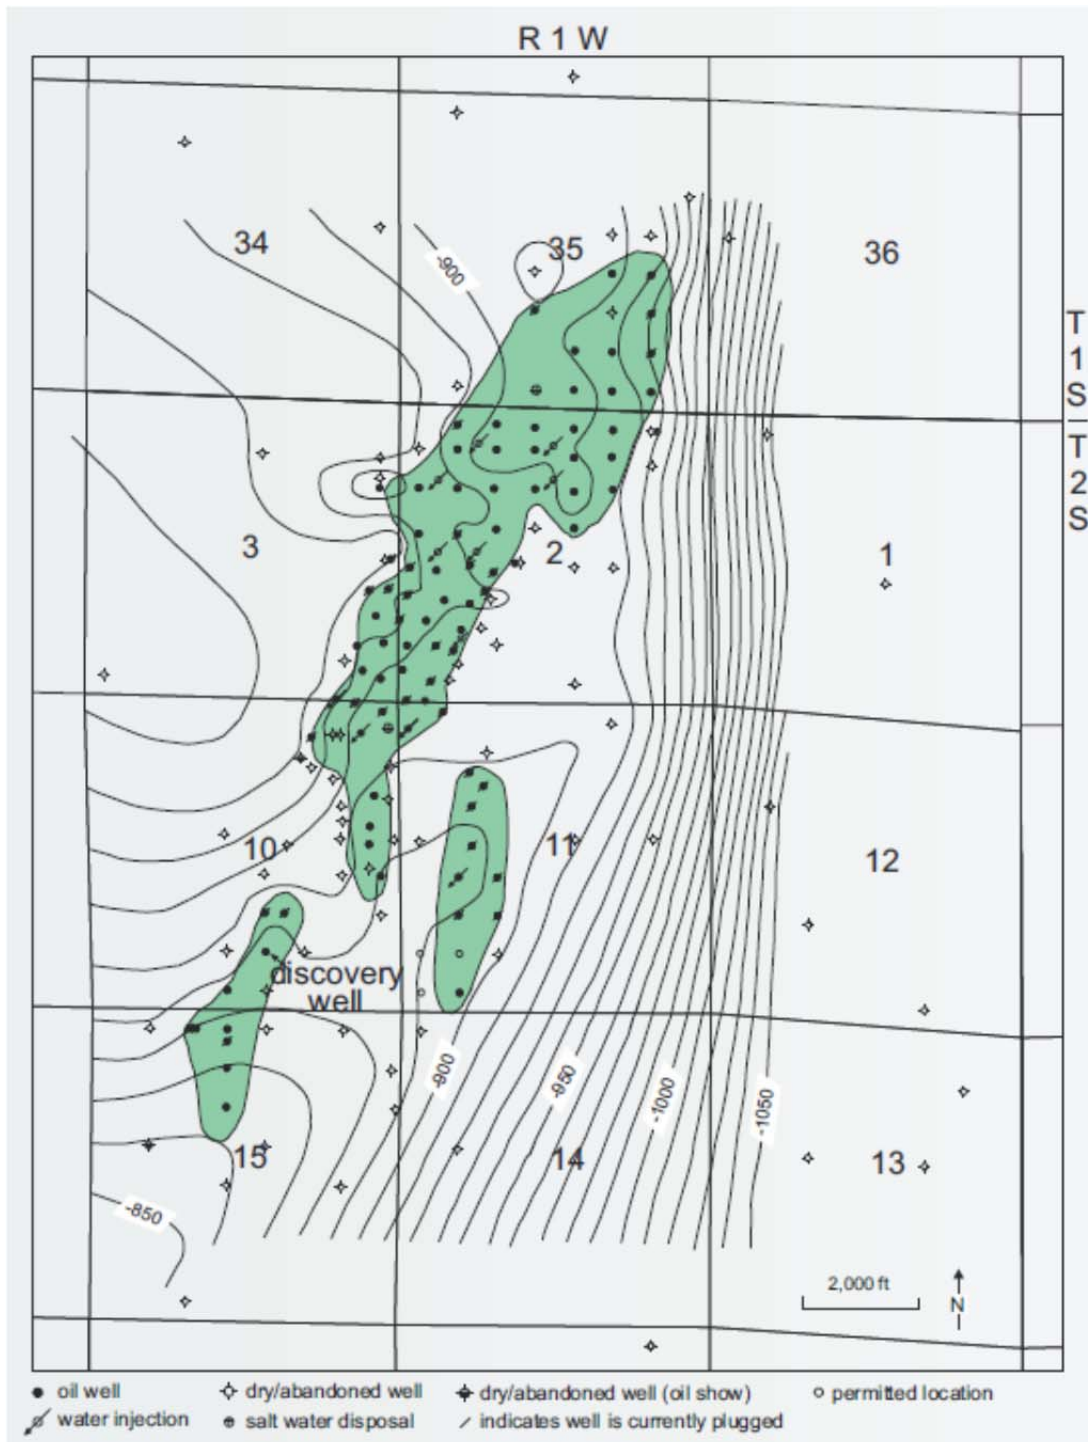 R 1 W
34
35
36
-900
T
1
S
T
2
S
3
2
1
10
11
12
discovery
well
-900
-950
-1000
-1050
15
14
13
-850
2,000 ft
N
oil well
dry/abandoned well
dry/abandoned well (oil show)
permitted location
water injection
salt water disposal
indicates well is currently plugged